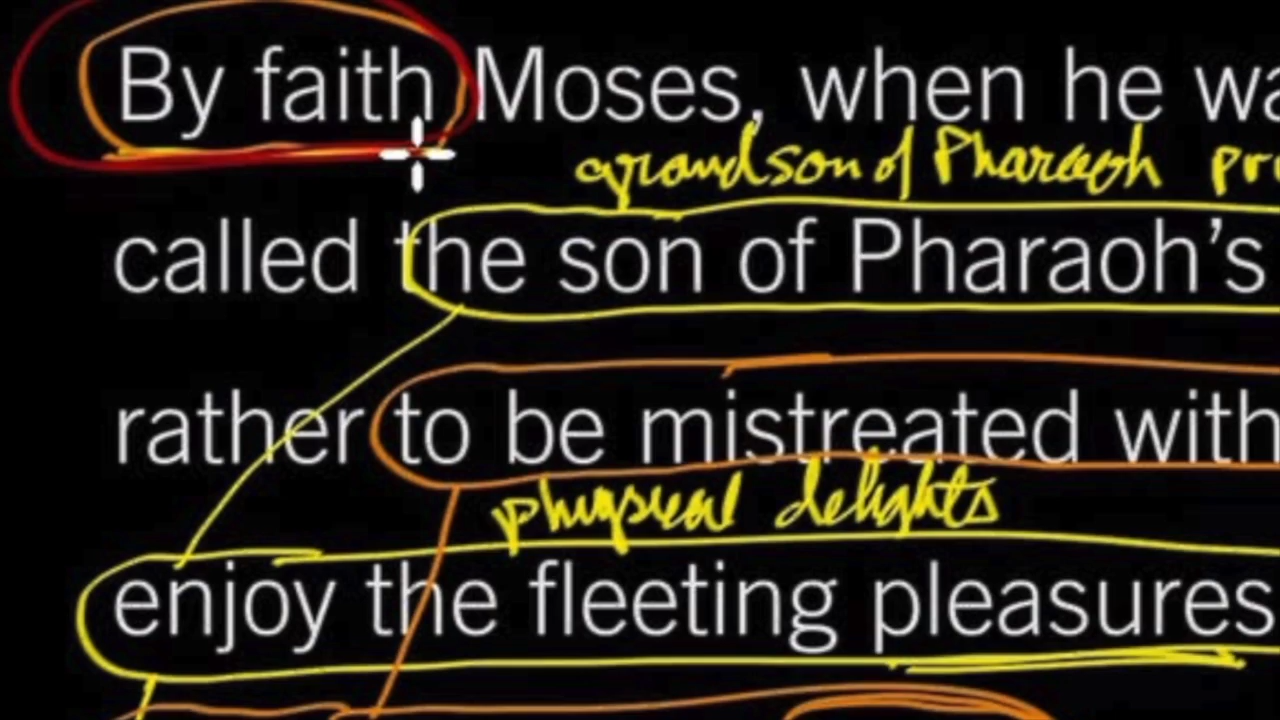 By faith Moses, when he wa
grandson of Pharaoh pri
called the son of Pharaoh's
rather to be mistreated with
physical delights
enjoy the fleeting pleasures